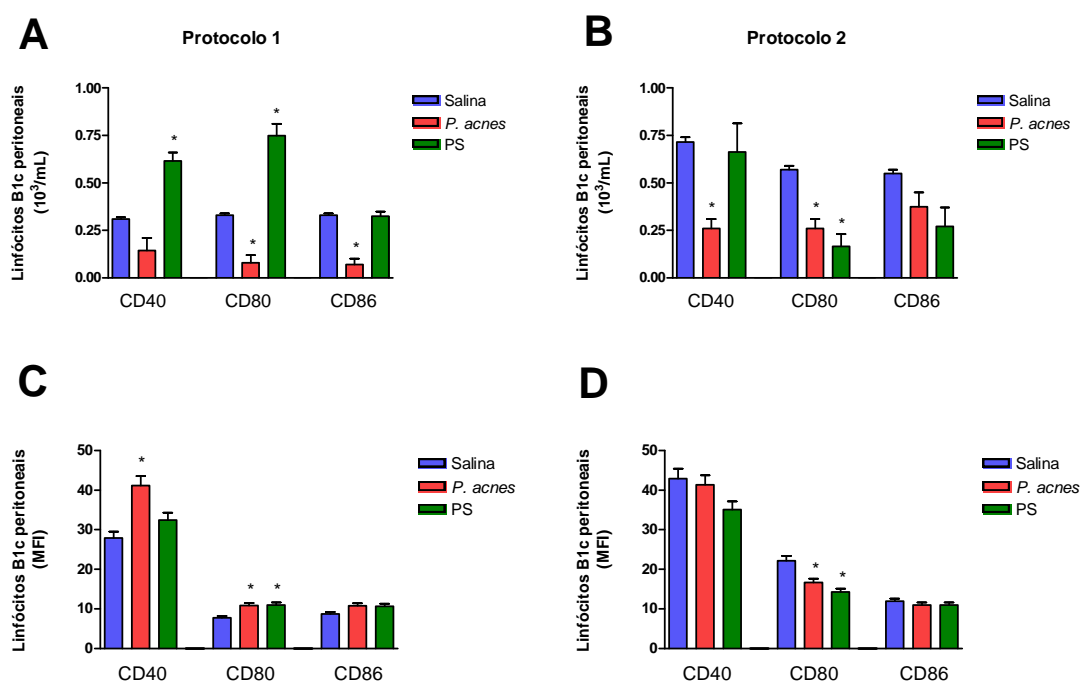 A
Protocolo 1
Linfócitos B1c peritoneais
(10³/mL)
1.00
0.75
0.50
0.25
0.00
* * * *
CD40 CD80 CD86
Salina
P. acnes
PS
B
Protocolo 2
Linfócitos B1c peritoneais
(10³/mL)
1.00
0.75
0.50
0.25
0.00
* * *
CD40 CD80 CD86
Salina
P. acnes
PS
C
Linfócitos B1c peritoneais
(MFI)
50
40
30
20
10
0
* * *
CD40 CD80 CD86
Salina
P. acnes
PS
D
Linfócitos B1c peritoneais
(MFI)
50
40
30
20
10
0
* *
CD40 CD80 CD86
Salina
P. acnes
PS